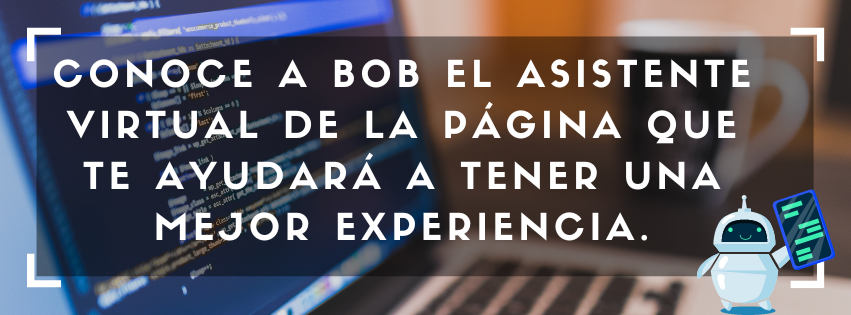 CONOCE A BOB EL ASISTENTE
VIRTUAL DE LA PÁGINA QUE
TE AYUDARÁ A TENER UNA
MEJOR EXPERIENCIA.